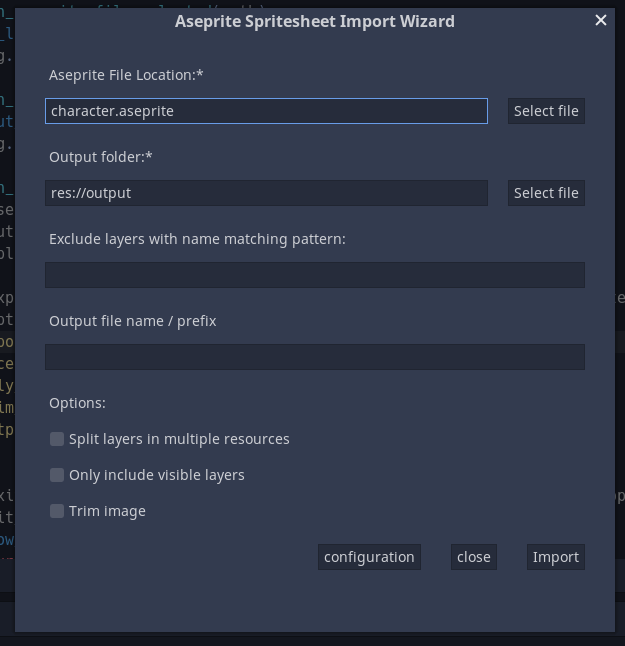 Aseprite Spritesheet Import Wizard
Aseprite File Location:*
character.aseprite
Select file
Output folder:*
res://output
Select file
Exclude layers with name matching pattern:
Output file name / prefix
Options:
Split layers in multiple resources
Only include visible layers
Trim image
configuration
close
Import